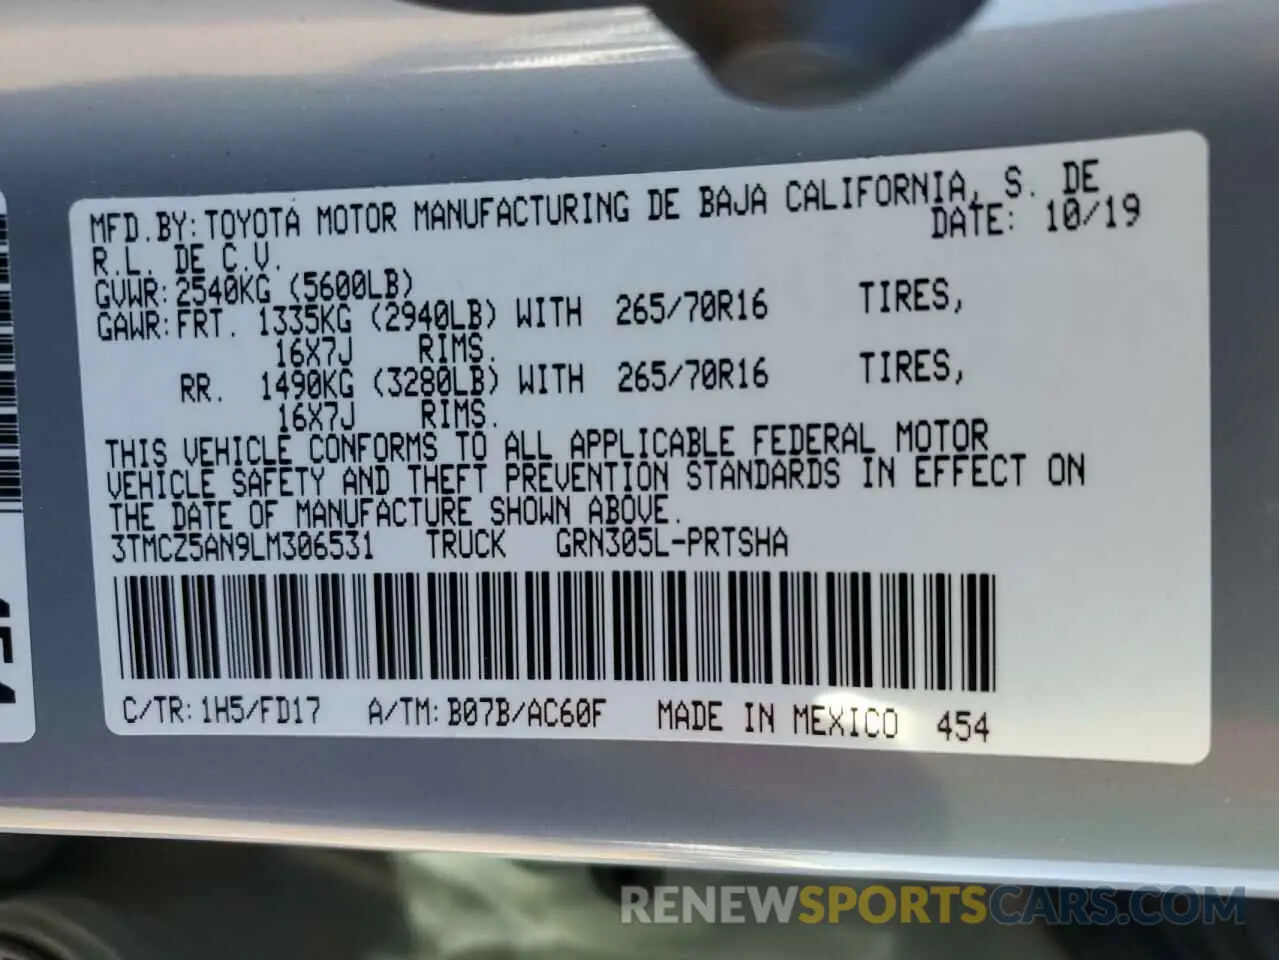 MFD. BY: TOYOTA MOTOR MANUFACTURING DE BAJA CALIFORNIA, S. DE
R.L. DE C.V. DATE: 10/19
GVWR: 2540KG (5600LB)
GAWR: FRT. 1335KG (2940LB) WITH 265/70R16 TIRES,
16X7J RIMS.
RR. 1490KG (3280LB) WITH 265/70R16 TIRES,
16X7J RIMS.
THIS VEHICLE CONFORMS TO ALL APPLICABLE FEDERAL MOTOR
VEHICLE SAFETY AND THEFT PREVENTION STANDARDS IN EFFECT ON
THE DATE OF MANUFACTURE SHOWN ABOVE.
3TMCZ5AN9LM306531 TRUCK GRN305L-PRTSHA
C/TR: 1H5/FD17 A/TM: B07B/AC60F MADE IN MEXICO 454
RENEWSPORTSCARS.COM